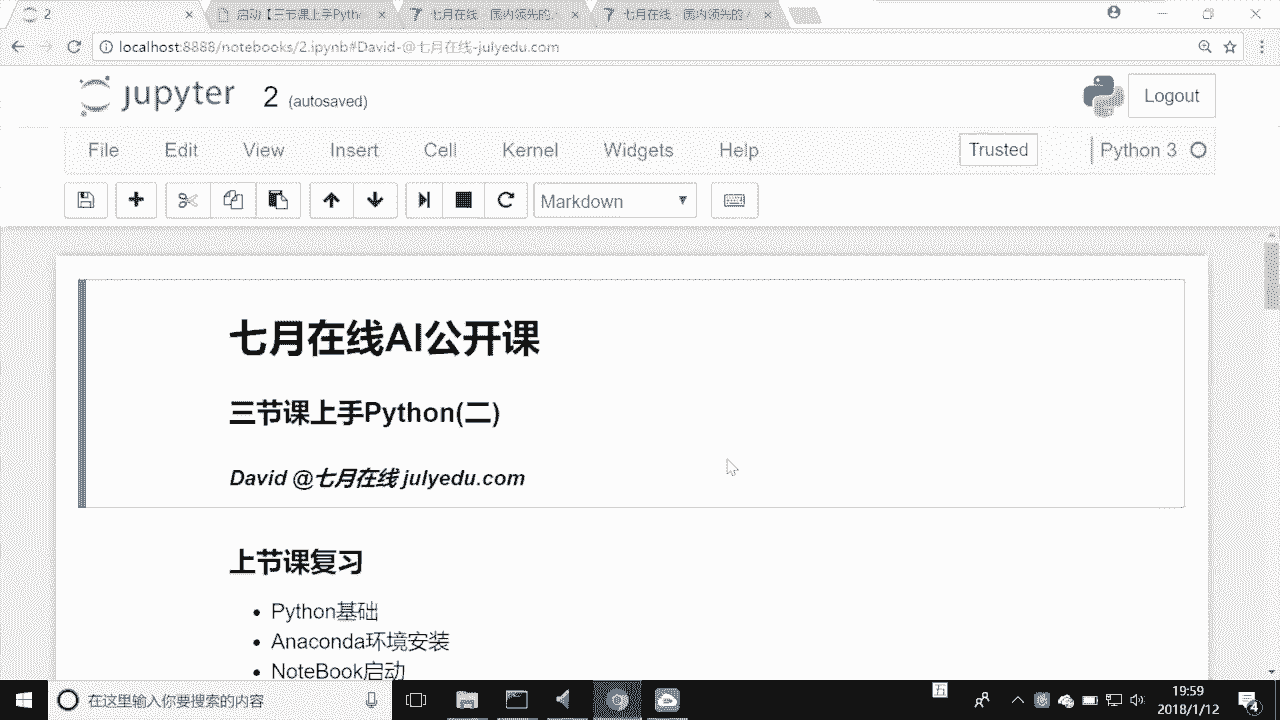 2
启动【三节课上手Pyth
七月在线 - 国内领先的
七月在线 - 国内领先的
localhost:8888/notebooks/2.ipynb#David-@七月在线-julyedu.com
jupyter 2 (autosaved)
Logout
File Edit View Insert Cell Kernel Widgets Help
Trusted
Python 3
Markdown
七月在线AI公开课
三节课上手Python(二)
David @七月在线 julyedu.com
上节课复习
Python基础
Anaconda环境安装
NoteBook启动
在这里输入你要搜索的内容
五
19:59
2018/1/12
4